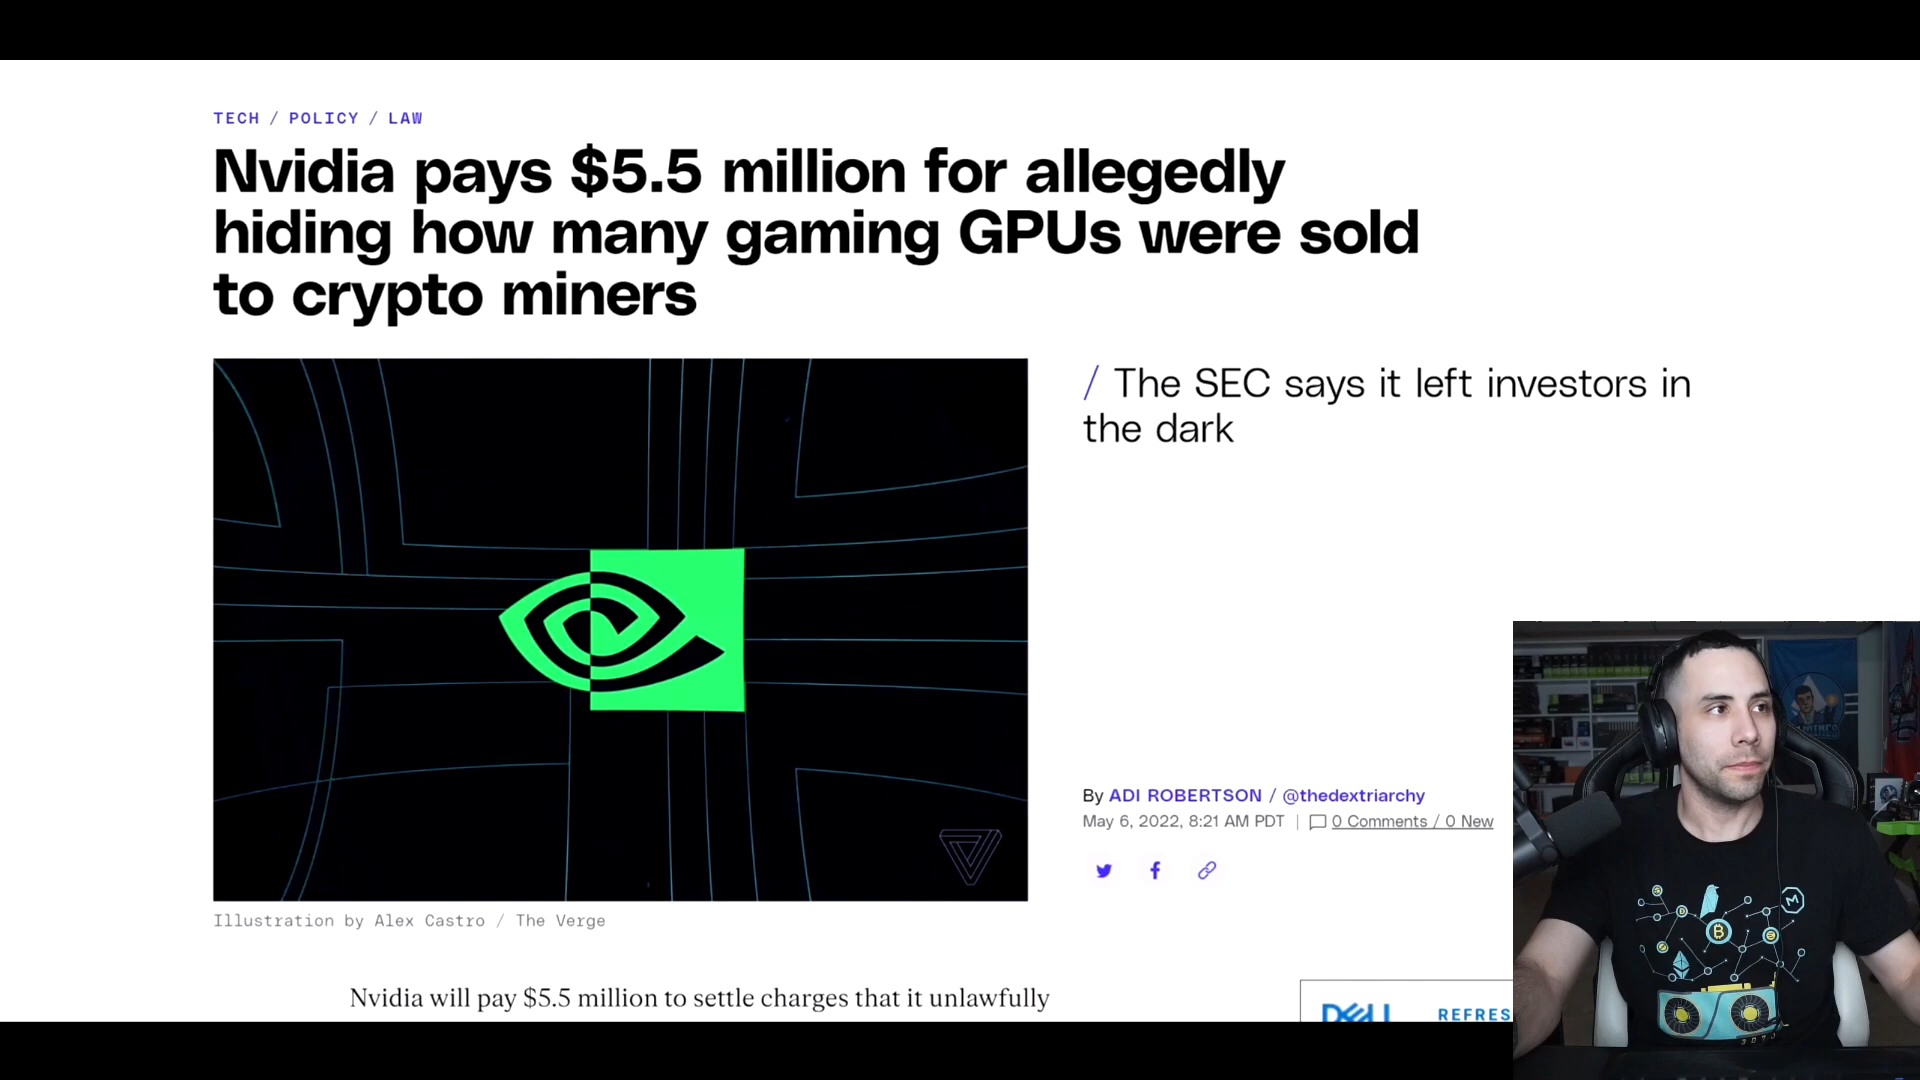 TECH / POLICY / LAW
Nvidia pays $5.5 million for allegedly
hiding how many gaming GPUs were sold
to crypto miners
/ The SEC says it left investors in
the dark
By ADI ROBERTSON / @thedextriarchy
May 6, 2022, 8:21 AM PDT | 0 Comments / 0 New
Illustration by Alex Castro / The Verge
Nvidia will pay $5.5 million to settle charges that it unlawfully
DELL
REFRES